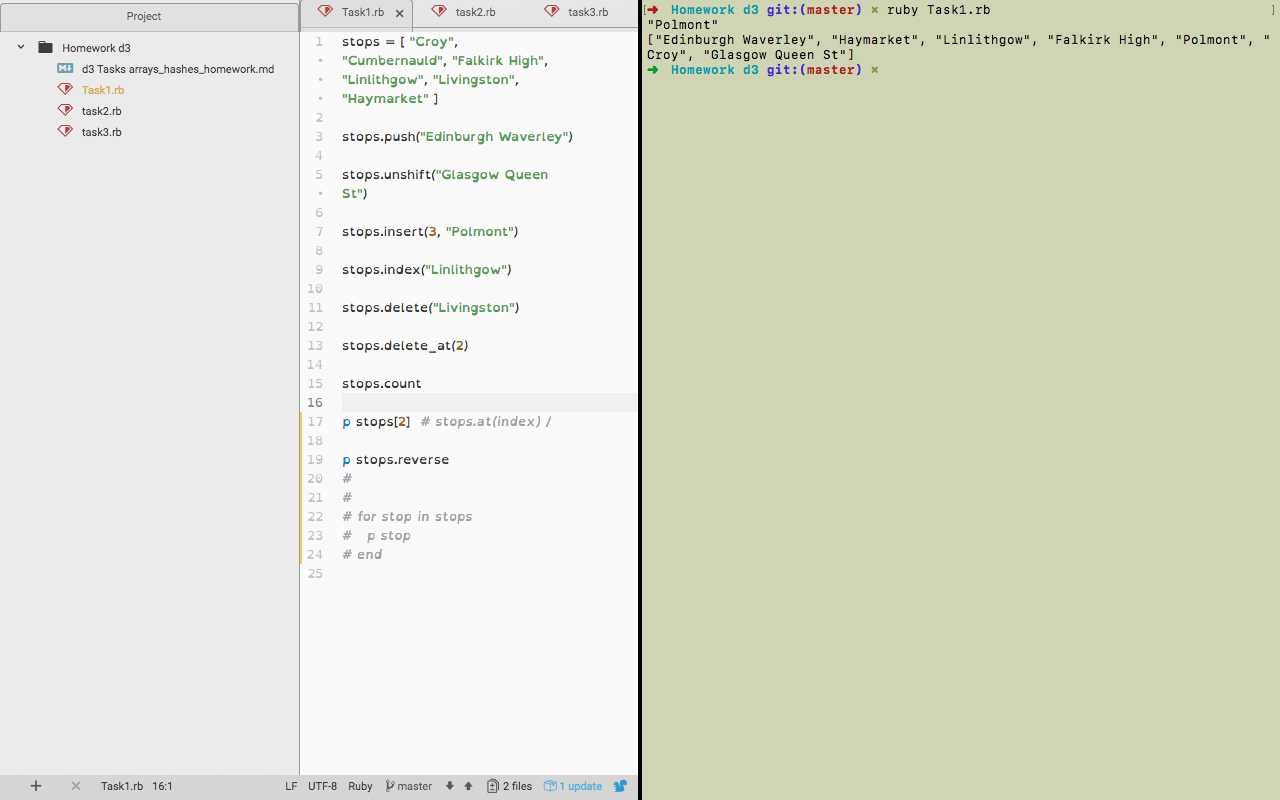 Project
Homework d3
d3 Tasks arrays_hashes_homework.md
Task1.rb
task2.rb
task3.rb
Task1.rb × task2.rb task3.rb
1 stops = [ "Croy",
• "Cumbernauld", "Falkirk High",
• "Linlithgow", "Livingston",
• "Haymarket" ]
2
3 stops.push("Edinburgh Waverley")
4
5 stops.unshift("Glasgow Queen
• St")
6
7 stops.insert(3, "Polmont")
8
9 stops.index("Linlithgow")
10
11 stops.delete("Livingston")
12
13 stops.delete_at(2)
14
15 stops.count
16
17 p stops[2]  # stops.at(index) /
18
19 p stops.reverse
20 #
21 #
22 # for stop in stops
23 #   p stop
24 # end
25
+ × Task1.rb 16:1 LF UTF-8 Ruby master 2 files 1 update
[➜  Homework d3 git:(master) × ruby Task1.rb ]
"Polmont"
["Edinburgh Waverley", "Haymarket", "Linlithgow", "Falkirk High", "Polmont", "
Croy", "Glasgow Queen St"]
➜  Homework d3 git:(master) ×